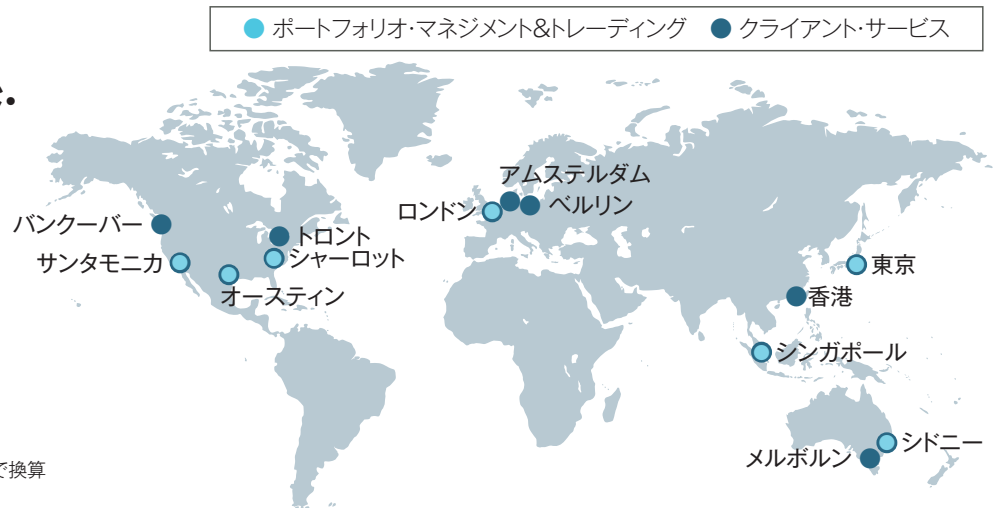 ポートフォリオ・マネジメント&トレーディング クライアント・サービス
アムステルダム
ロンドン
ベルリン
バンクーバー
トロント
サンタモニカ
シャーロット
オースティン
東京
香港
シンガポール
シドニー
メルボルン
で換算